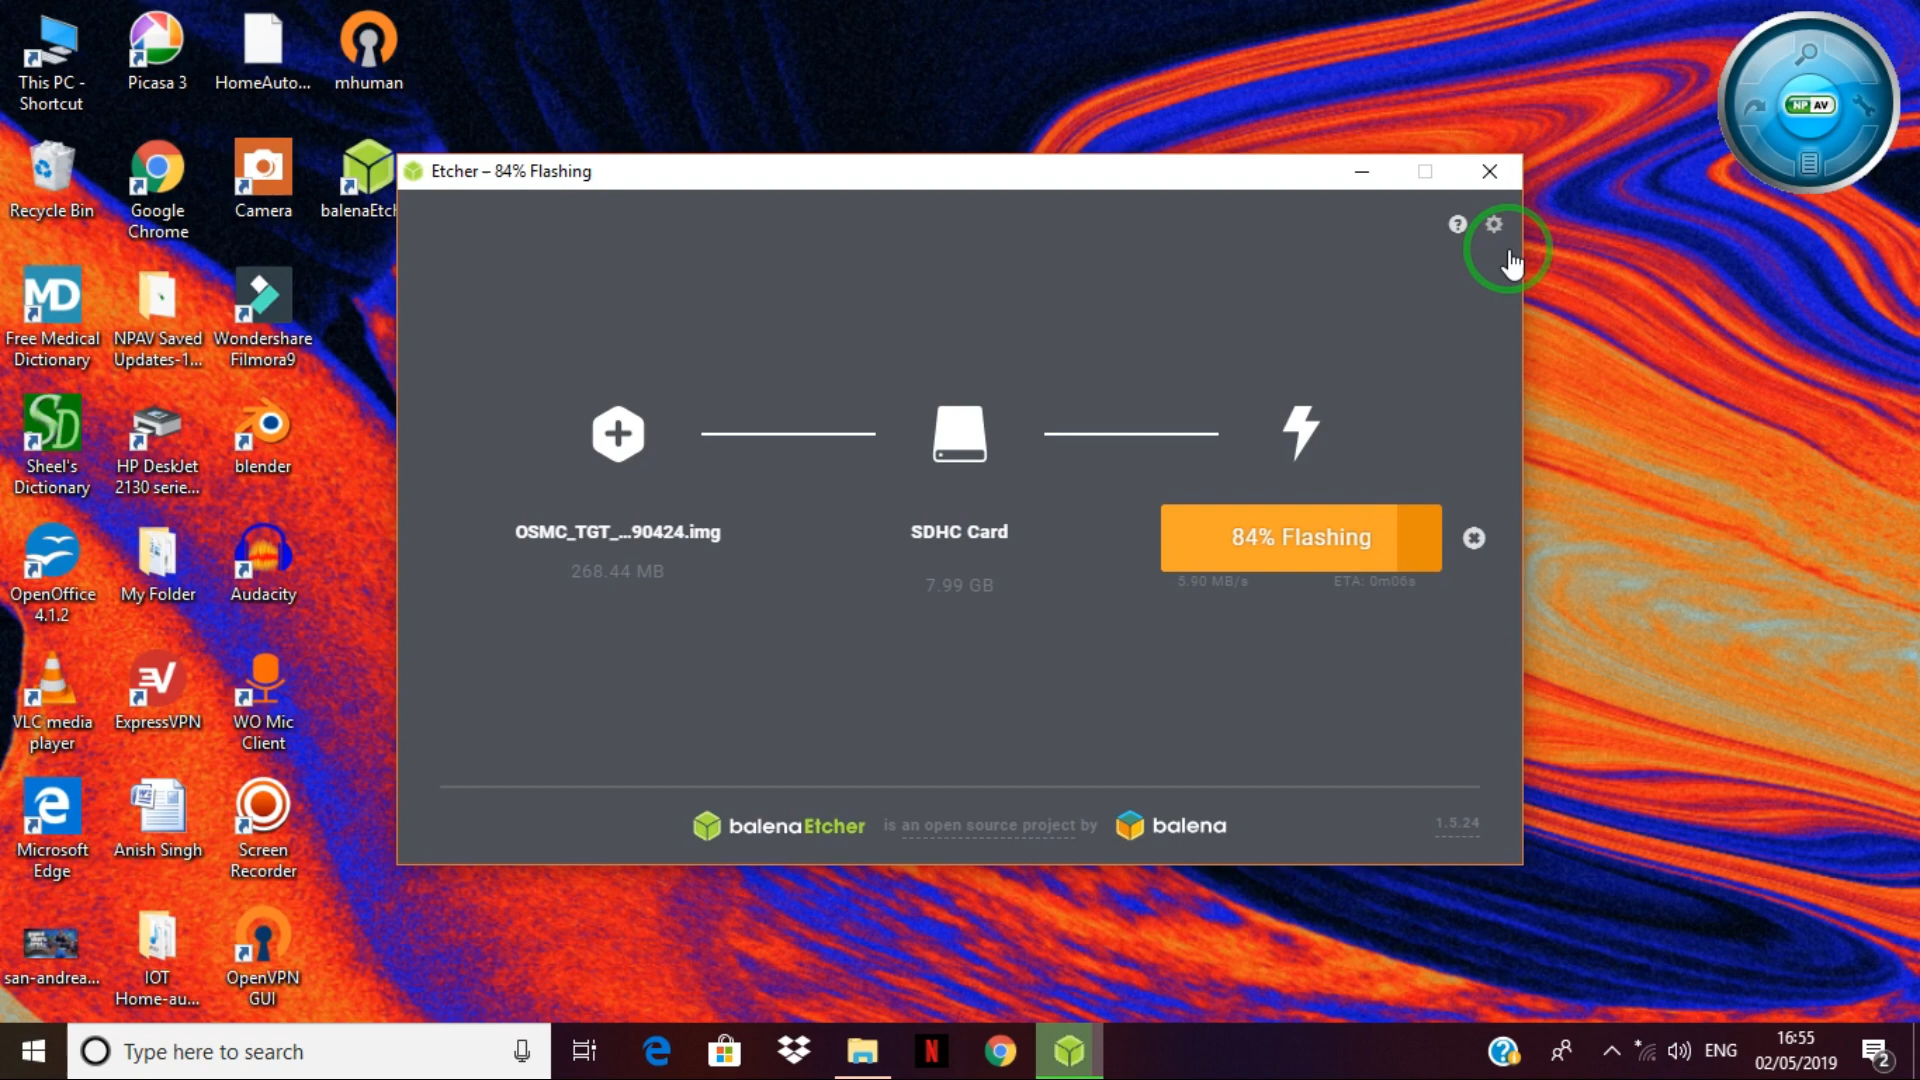 This PC -
Shortcut
Picasa 3
HomeAuto...
mhuman
Recycle Bin
Google
Chrome
Camera
balenaEtch
Free Medical
Dictionary
NPAV Saved
Updates-1...
Wondershare
Filmora9
Sheel's
Dictionary
HP DeskJet
2130 serie...
blender
OpenOffice
4.1.2
My Folder
Audacity
VLC media
player
ExpressVPN
WO Mic
Client
Microsoft
Edge
Anish Singh
Screen
Recorder
san-andrea...
IOT
Home-au...
OpenVPN
GUI
NP AV
Etcher – 84% Flashing
OSMC_TGT_...90424.img
268.44 MB
SDHC Card
7.99 GB
84% Flashing
5.90 MB/s
ETA: 0m06s
balenaEtcher is an open source project by balena
1.5.24
Type here to search
ENG
16:55
02/05/2019
2